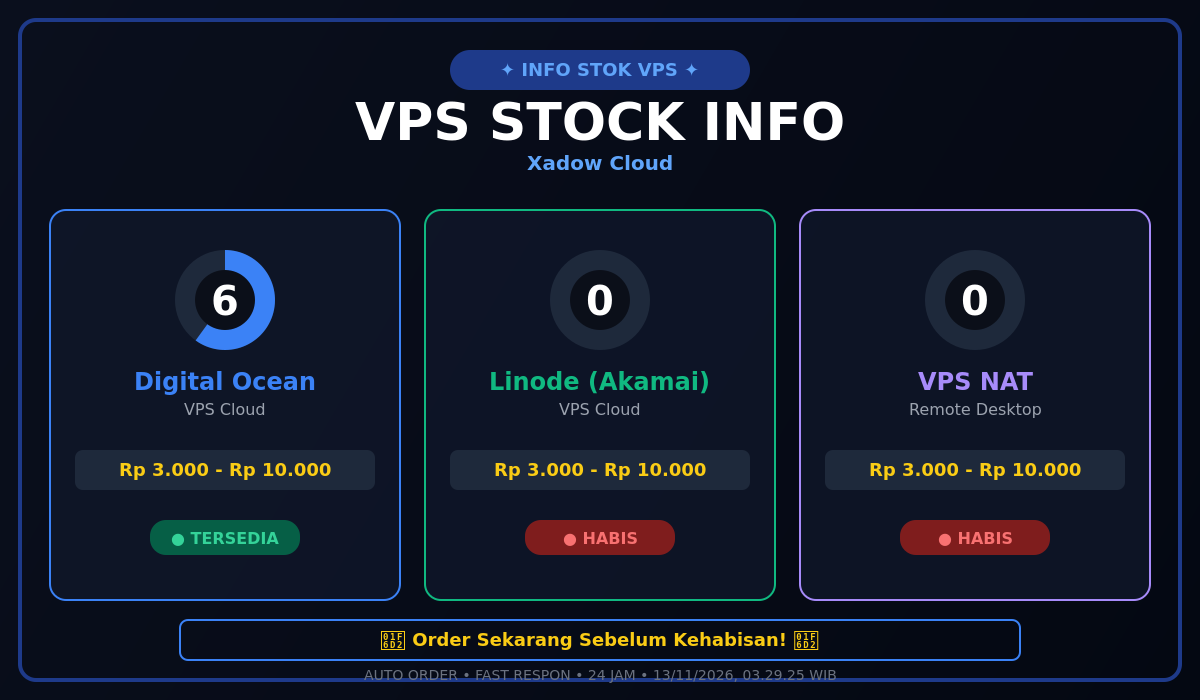 ✦ INFO STOK VPS ✦
VPS STOCK INFO
Xadow Cloud
6
Digital Ocean
VPS Cloud
Rp 3.000 - Rp 10.000
● TERSEDIA
0
Linode (Akamai)
VPS Cloud
Rp 3.000 - Rp 10.000
● HABIS
0
VPS NAT
Remote Desktop
Rp 3.000 - Rp 10.000
● HABIS
🛒 Order Sekarang Sebelum Kehabisan! 🛒
AUTO ORDER • FAST RESPON • 24 JAM • 13/11/2026, 03.29.25 WIB